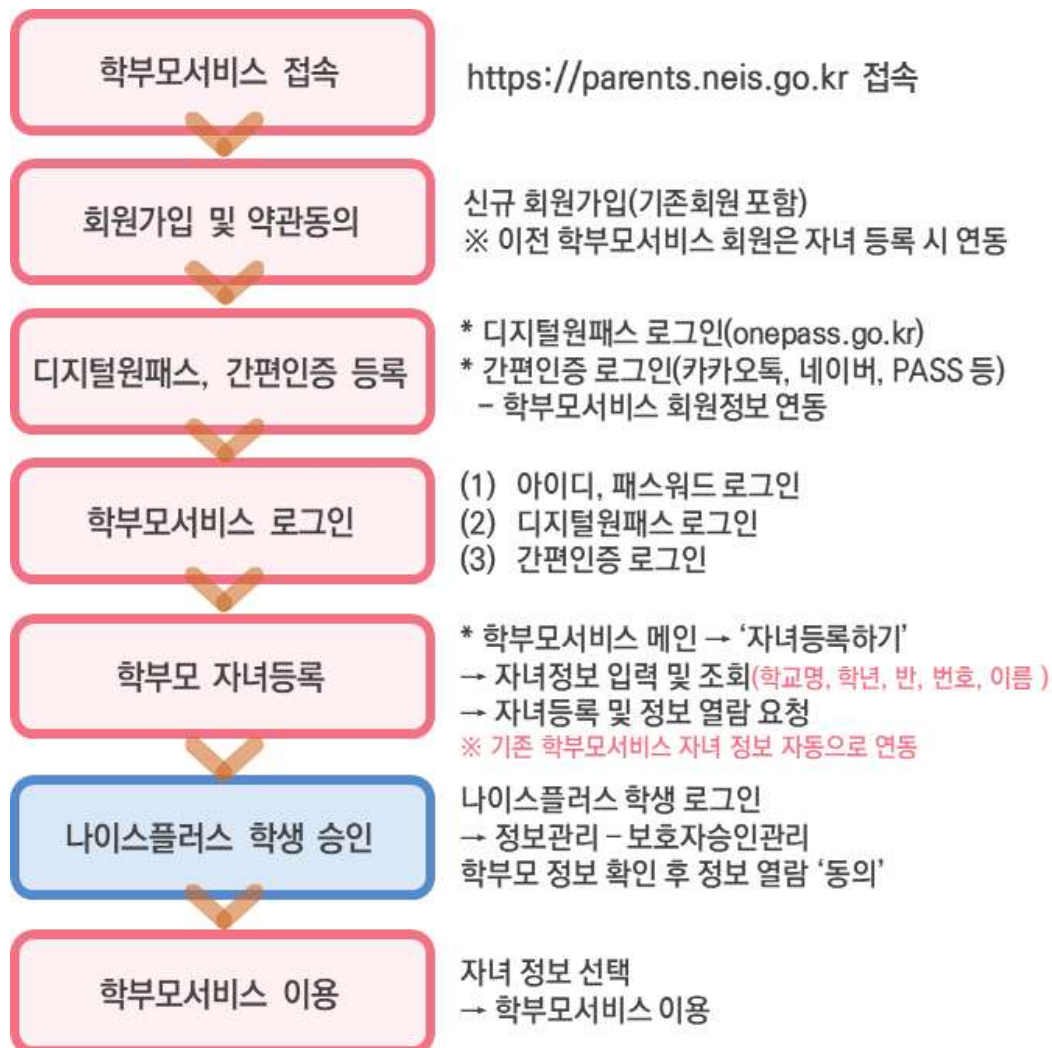 학부모서비스 접속
https://parents.neis.go.kr 접속
회원가입 및 약관동의
신규 회원가입(기존회원 포함)
※ 이전 학부모서비스 회원은 자녀 등록 시 연동
디지털원패스, 간편인증 등록
* 디지털원패스 로그인(onepass.go.kr)
* 간편인증 로그인(카카오톡, 네이버, PASS 등)
- 학부모서비스 회원정보 연동
학부모서비스 로그인
(1) 아이디, 패스워드 로그인
(2) 디지털원패스 로그인
(3) 간편인증 로그인
학부모 자녀등록
* 학부모서비스 메인 → ‘자녀등록하기’
→ 자녀정보 입력 및 조회(학교명, 학년, 반, 번호, 이름 )
→ 자녀등록 및 정보 열람 요청
※ 기존 학부모서비스 자녀 정보 자동으로 연동
나이스플러스 학생 승인
나이스플러스 학생 로그인
→ 정보관리 – 보호자승인관리
학부모 정보 확인 후 정보 열람 ‘동의’
학부모서비스 이용
자녀 정보 선택
→ 학부모서비스 이용